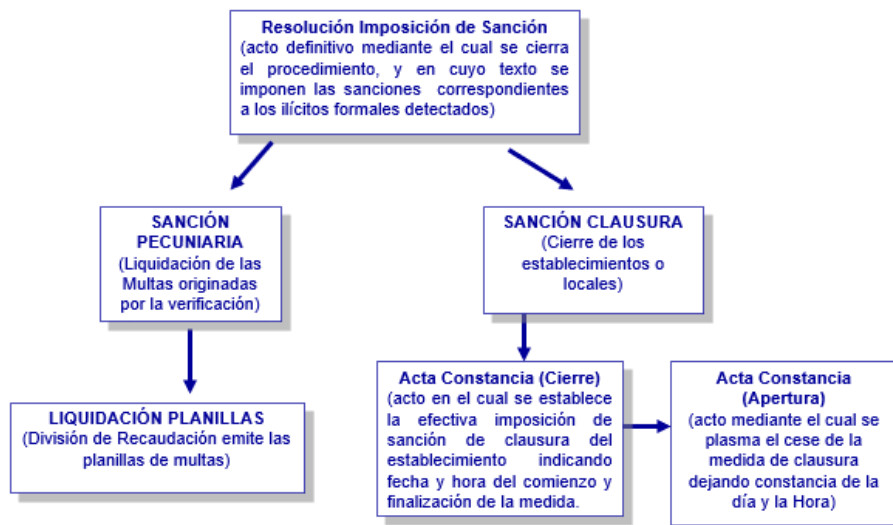 Resolución Imposición de Sanción
(acto definitivo mediante el cual se cierra
el procedimiento, y en cuyo texto se
imponen las sanciones correspondientes
a los ilícitos formales detectados)
SANCIÓN
PECUNIARIA
(Liquidación de las
Multas originadas
por la verificación)
SANCIÓN CLAUSURA
(Cierre de los
establecimientos o
locales)
LIQUIDACIÓN PLANILLAS
(División de Recaudación emite las
planillas de multas)
Acta Constancia (Cierre)
(acto en el cual se establece
la efectiva imposición de
sanción de clausura del
establecimiento indicando
fecha y hora del comienzo y
finalización de la medida.
Acta Constancia
(Apertura)
(acto mediante el cual se
plasma el cese de la
medida de clausura
dejando constancia de la
día y la Hora)